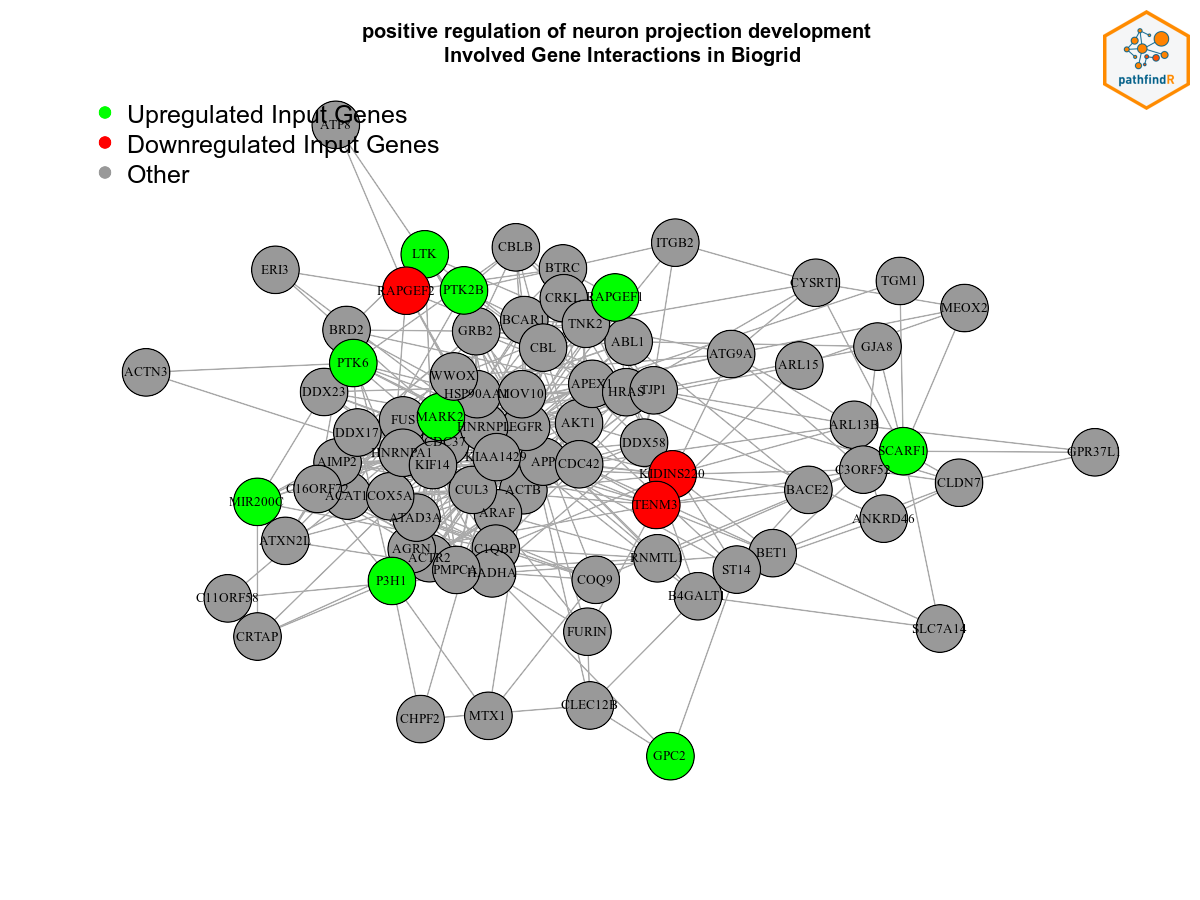 positive regulation of neuron projection development
Involved Gene Interactions in Biogrid
pathfindR
Upregulated Input Genes
ATP8
Downregulated Input Genes
Other
ITGB2
CBLB
LTK
ERI3
BTRC
TGM1
CYSRT1
RAPGEF2
PTK2B
CRKL
RAPGEF1
MEOX2
BCAR1
TNK2
BRD2
GRB2
ABL1
CBL
GJA8
ATG9A
PTK6
ARL15
ACTN3
WWOX
APEX1
DDX23
HSP90AA1
MOV10
HRAS
TJP1
MARK2
FUS
AKT1
ARL13B
HNRNPL
EGFR
DDX17
CDC37
DDX58
HNRNPA1
KIAA1429
SCARF1
GPR37L1
AIMP2
KIF14
APP
CDC42
C3ORF52
KIDINS220
CLDN7
C16ORF72
CUL3
ACTB
BACE2
ACAT1
COX5A
MIR200C
TENM3
ARAF
ATAD3A
ANKRD46
ATXN2L
AGRN
C1QBP
BET1
ACTR2
RNMTL1
PMPCA
HADHA
ST14
P3H1
COQ9
C11ORF58
B4GALT1
SLC7A14
FURIN
CRTAP
CLEC12B
MTX1
CHPF2
GPC2